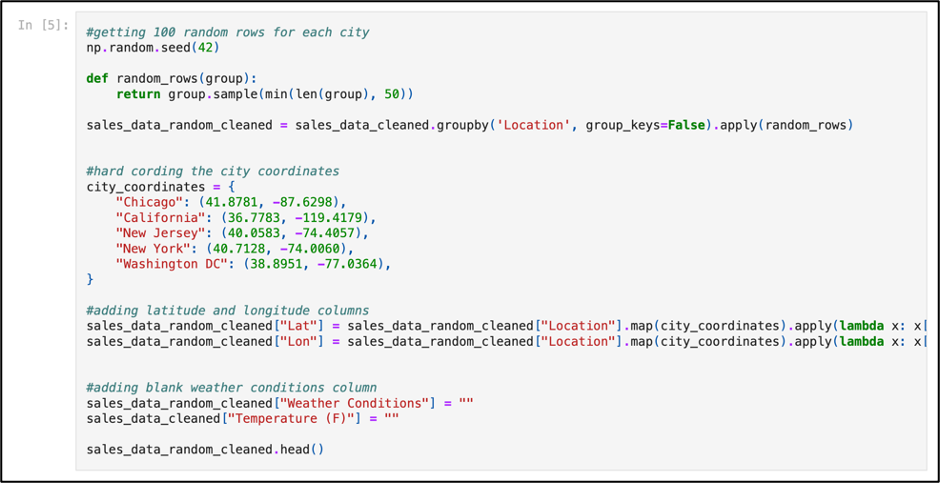 In [5]:
#getting 100 random rows for each city
np.random.seed(42)
def random_rows(group):
    return group.sample(min(len(group), 50))
sales_data_random_cleaned = sales_data_cleaned.groupby('Location', group_keys=False).apply(random_rows)
#hard cording the city coordinates
city_coordinates = {
    "Chicago": (41.8781, -87.6298),
    "California": (36.7783, -119.4179),
    "New Jersey": (40.0583, -74.4057),
    "New York": (40.7128, -74.0060),
    "Washington DC": (38.8951, -77.0364),
}
#adding latitude and longitude columns
sales_data_random_cleaned["Lat"] = sales_data_random_cleaned["Location"].map(city_coordinates).apply(lambda x: x[
sales_data_random_cleaned["Lon"] = sales_data_random_cleaned["Location"].map(city_coordinates).apply(lambda x: x[
#adding blank weather conditions column
sales_data_random_cleaned["Weather Conditions"] = ""
sales_data_cleaned["Temperature (F)"] = ""
sales_data_random_cleaned.head()